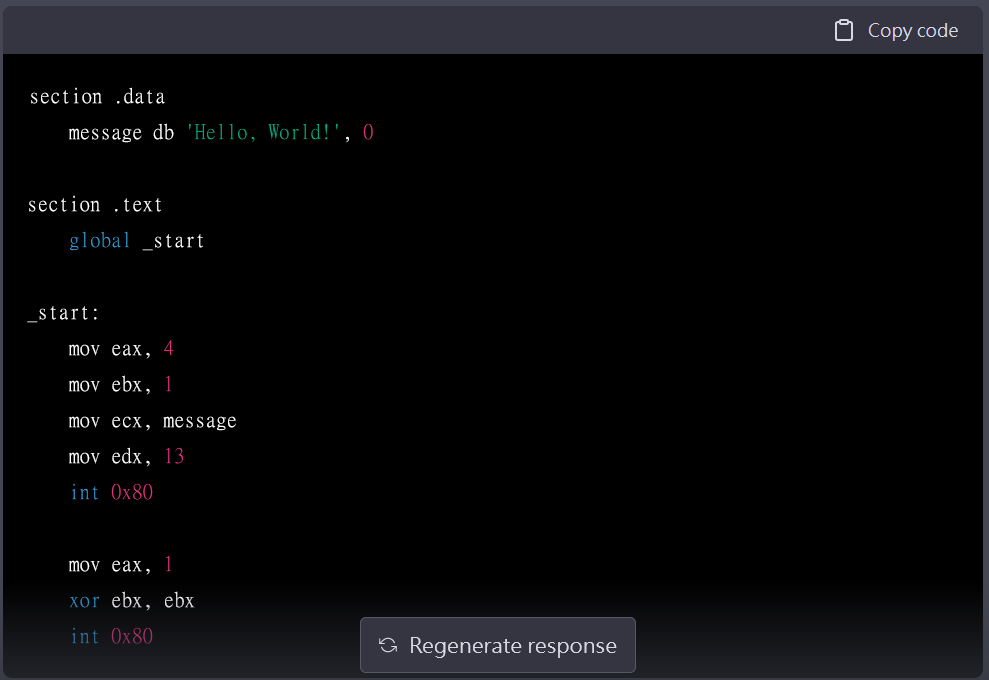 Copy code
section .data
    message db 'Hello, World!', 0
section .text
    global _start
_start:
    mov eax, 4
    mov ebx, 1
    mov ecx, message
    mov edx, 13
    int 0x80
    mov eax, 1
    xor ebx, ebx
    int 0x80
Regenerate response